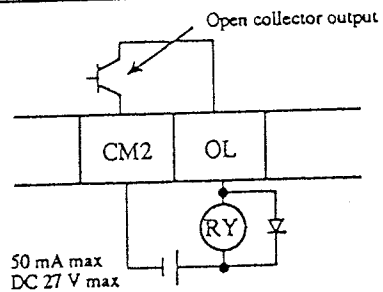 Open collector output
CM2
OL
RY
50 mA max
DC 27 V max